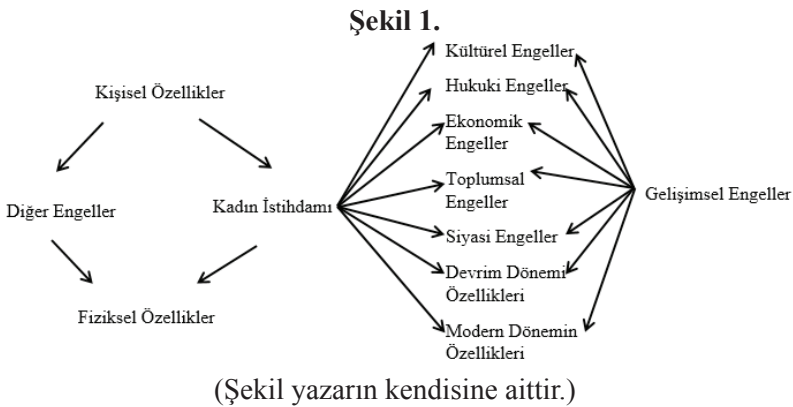 Şekil 1.
Kişisel Özellikler
Diğer Engeller
Kadın İstihdamı
Fiziksel Özellikler
Kültürel Engeller
Hukuki Engeller
Ekonomik
Engeller
Toplumsal
Engeller
Siyasi Engeller
Devrim Dönemi
Özellikleri
Modern Dönemin
Özellikleri
Gelişimsel Engeller
(Şekil yazarın kendisine aittir.)